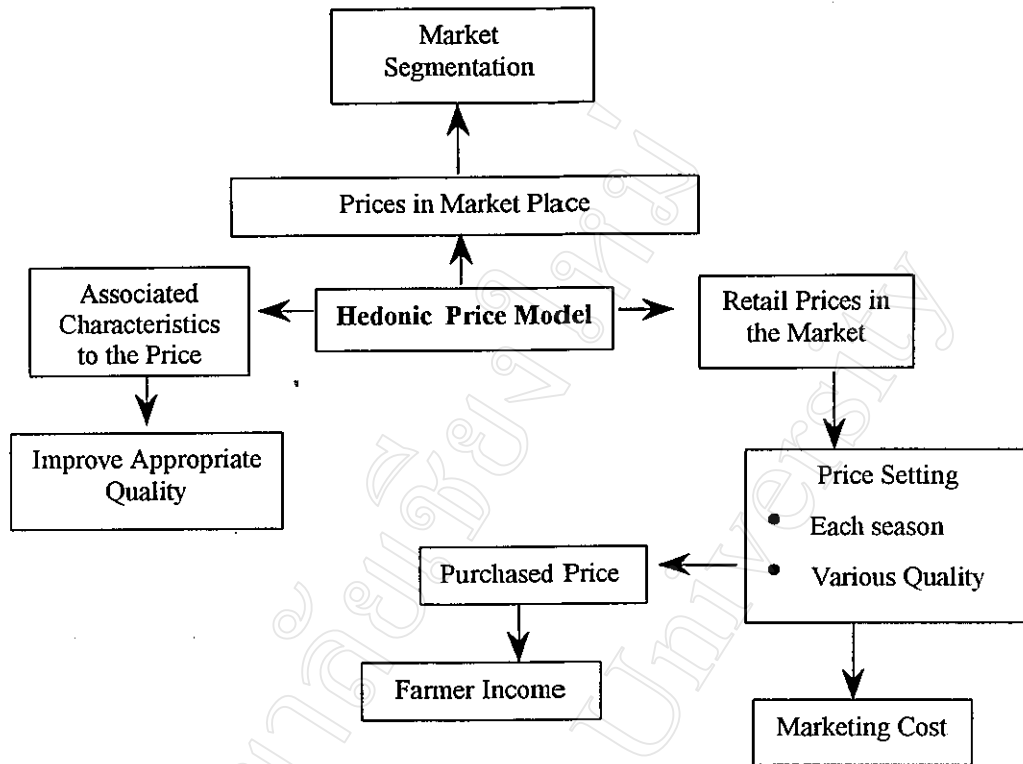 Market
Segmentation
Prices in Market Place
Associated
Characteristics
to the Price
Hedonic Price Model
Retail Prices in
the Market
Improve Appropriate
Quality
Price Setting
• Each season
• Various Quality
Purchased Price
Farmer Income
Marketing Cost
University